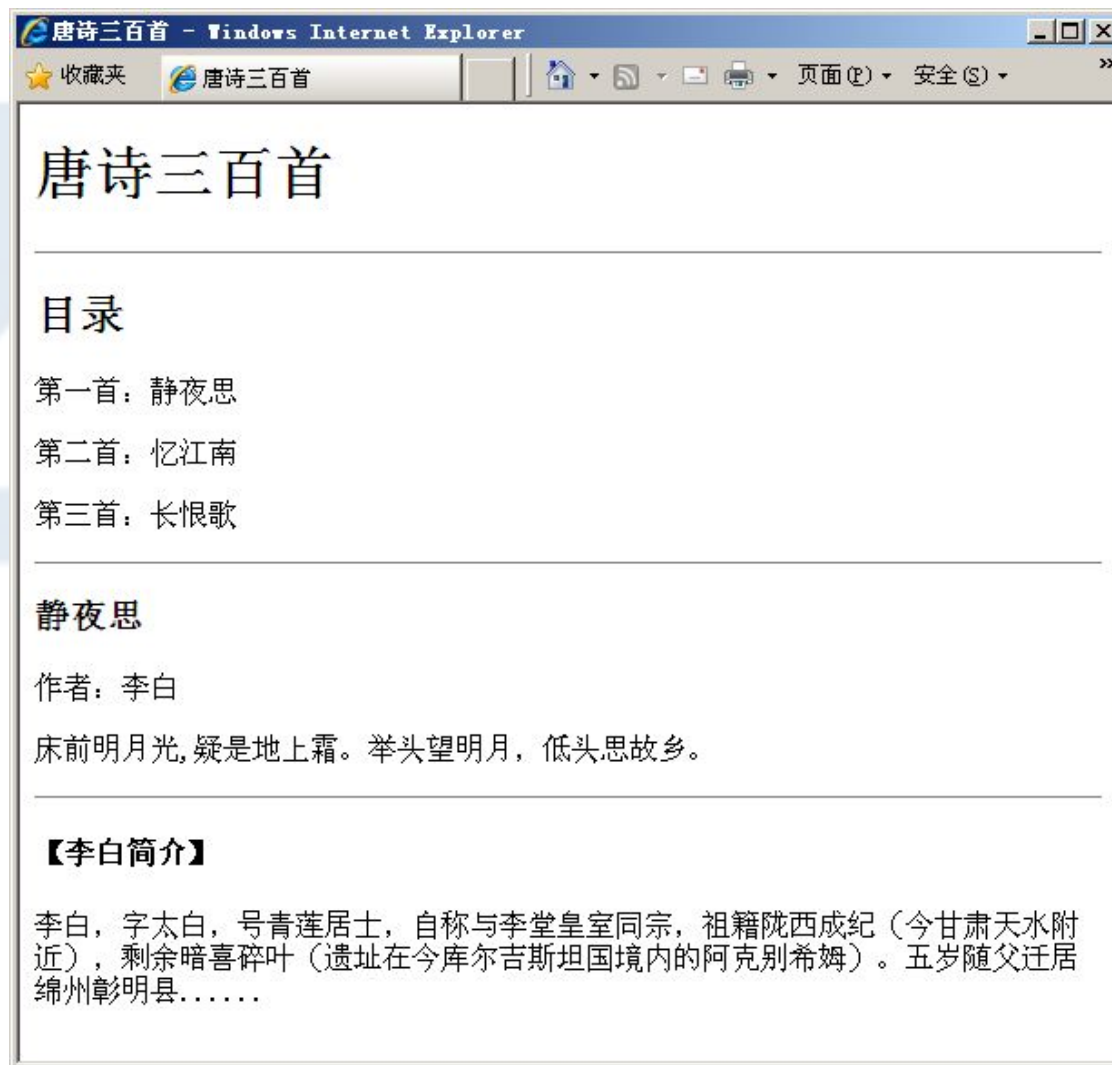 唐诗三百首 - Windows Internet Explorer
收藏夹 唐诗三百首 页面(P) 安全(S) »
唐诗三百首
目录
第一首：静夜思
第二首：忆江南
第三首：长恨歌
静夜思
作者：李白
床前明月光,疑是地上霜。举头望明月，低头思故乡。
【李白简介】
李白，字太白，号青莲居士，自称与李堂皇室同宗，祖籍陇西成纪（今甘肃天水附
近），剩余暗喜碎叶（遗址在今库尔吉斯坦国境内的阿克别希姆）。五岁随父迁居
绵州彰明县......